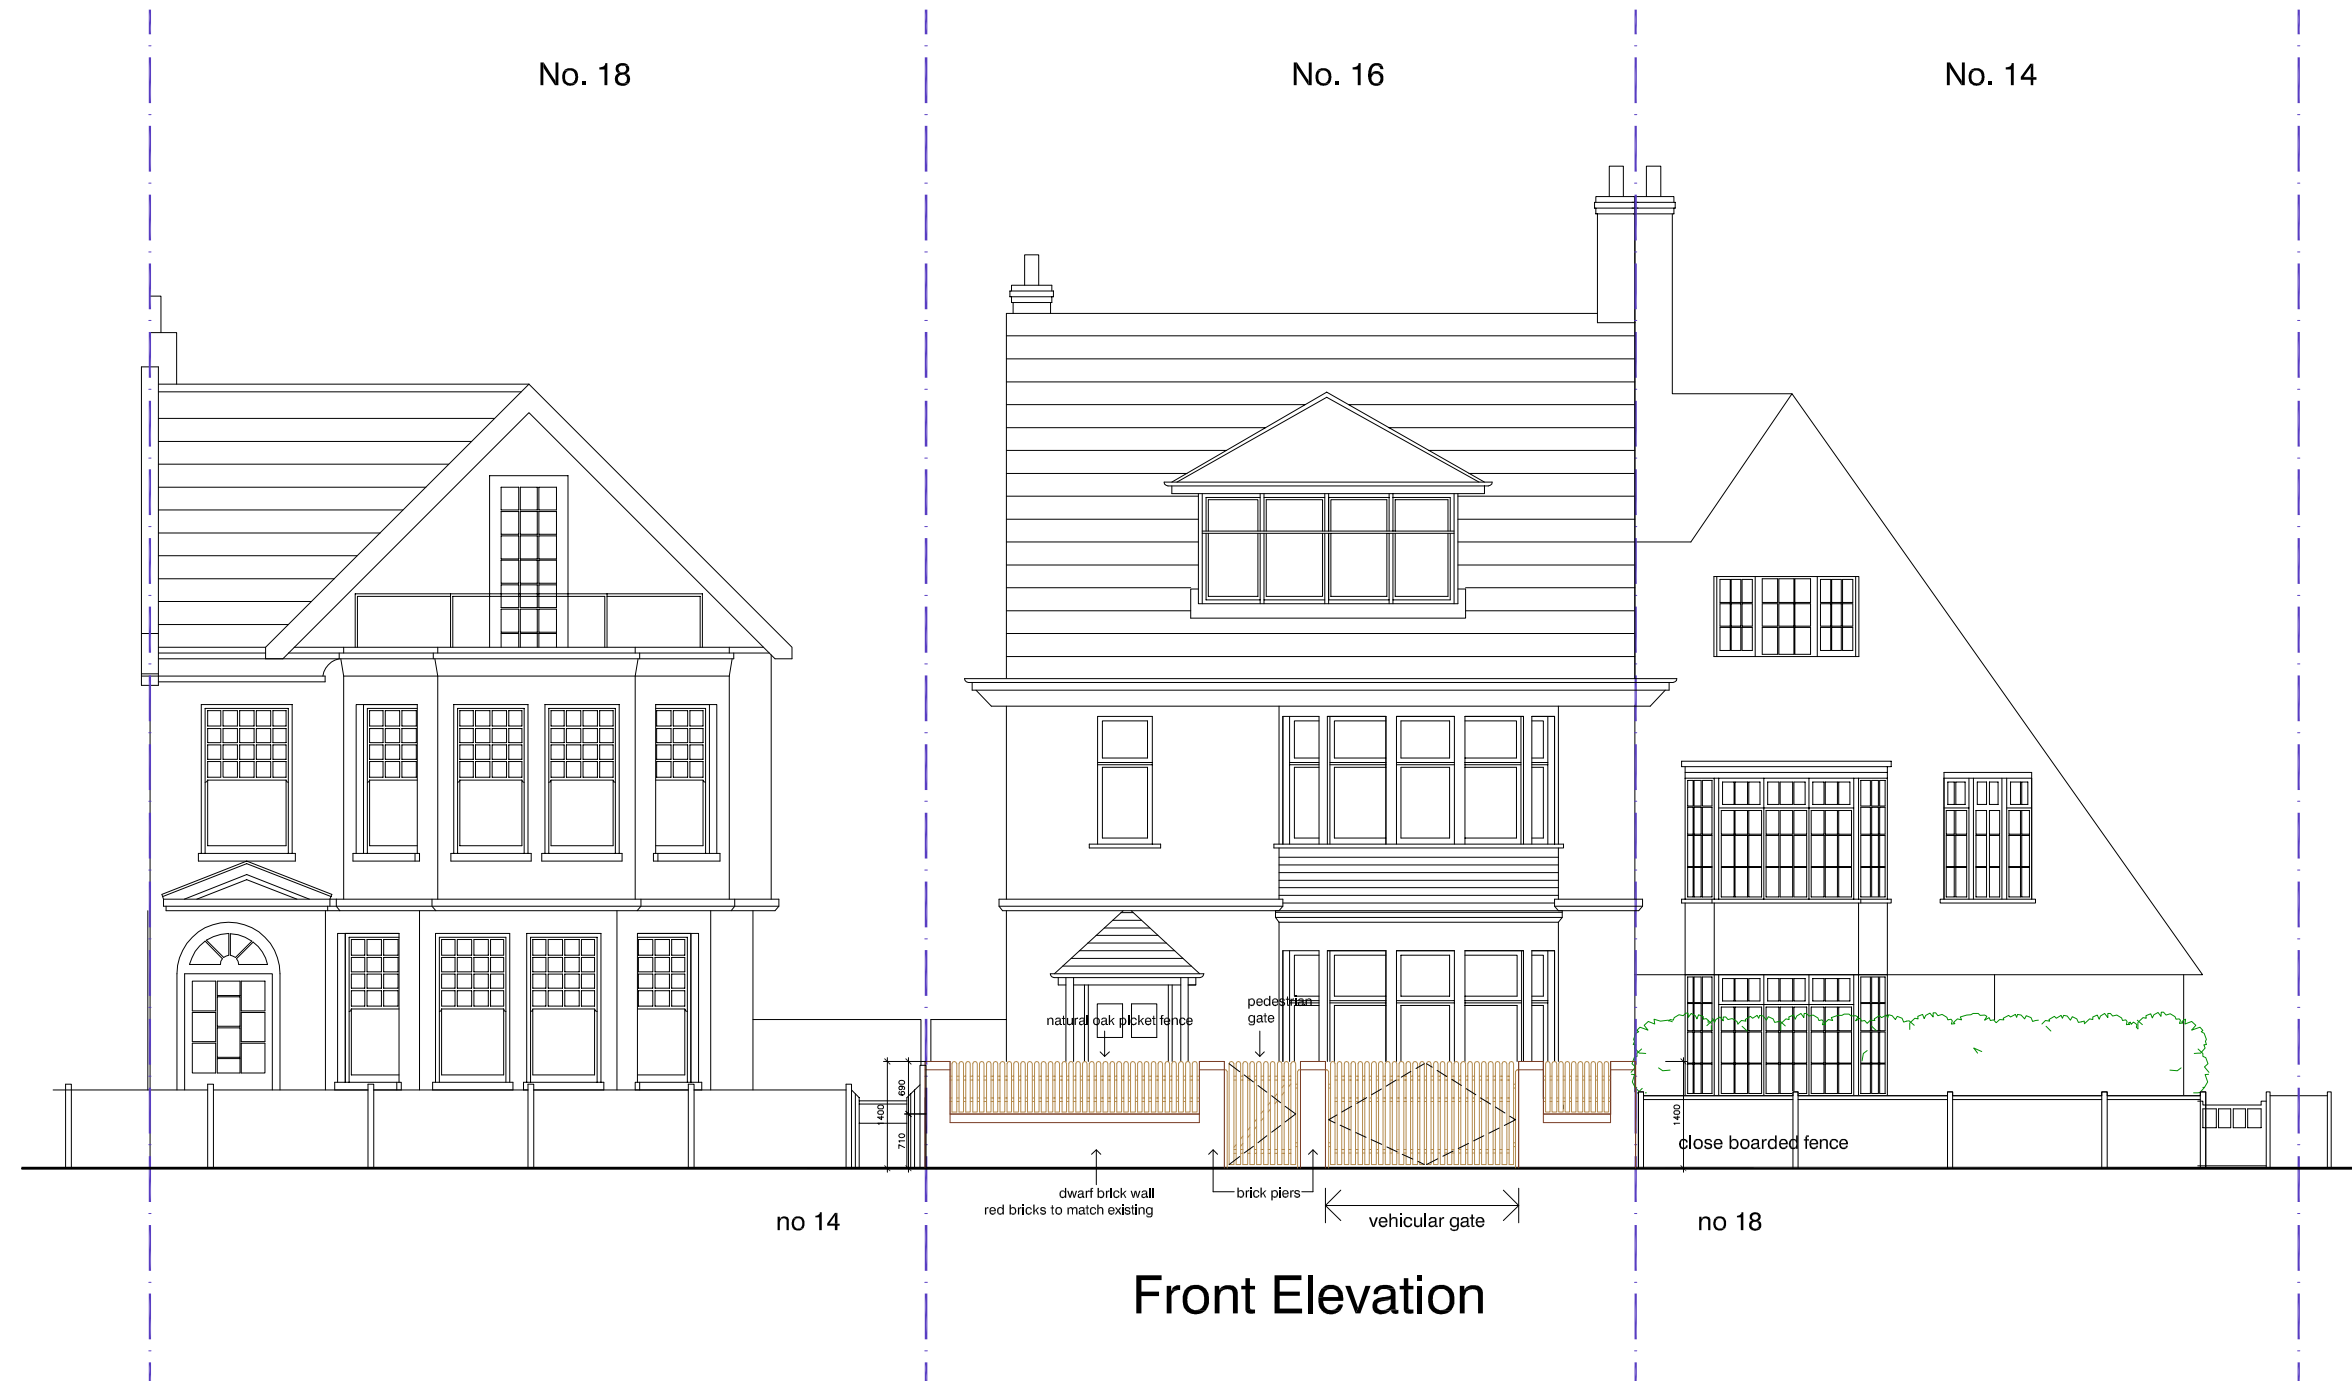 No. 18
No. 16
No. 14
pedestrian
gate
natural oak picket fence
690
1400
710
1400
close boarded fence
dwarf brick wall
red bricks to match existing
brick piers
vehicular gate
no 14
no 18
Front Elevation